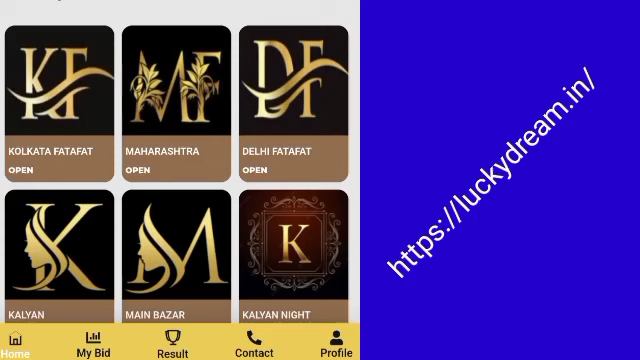 KF
MF
DF
KOLKATA FATAFAT
MAHARASHTRA
DELHI FATAFAT
OPEN
OPEN
OPEN
K
M
K
KALYAN
MAIN BAZAR
KALYAN NIGHT
Home
My Bid
Result
Contact
Profile
https://luckydream.in/